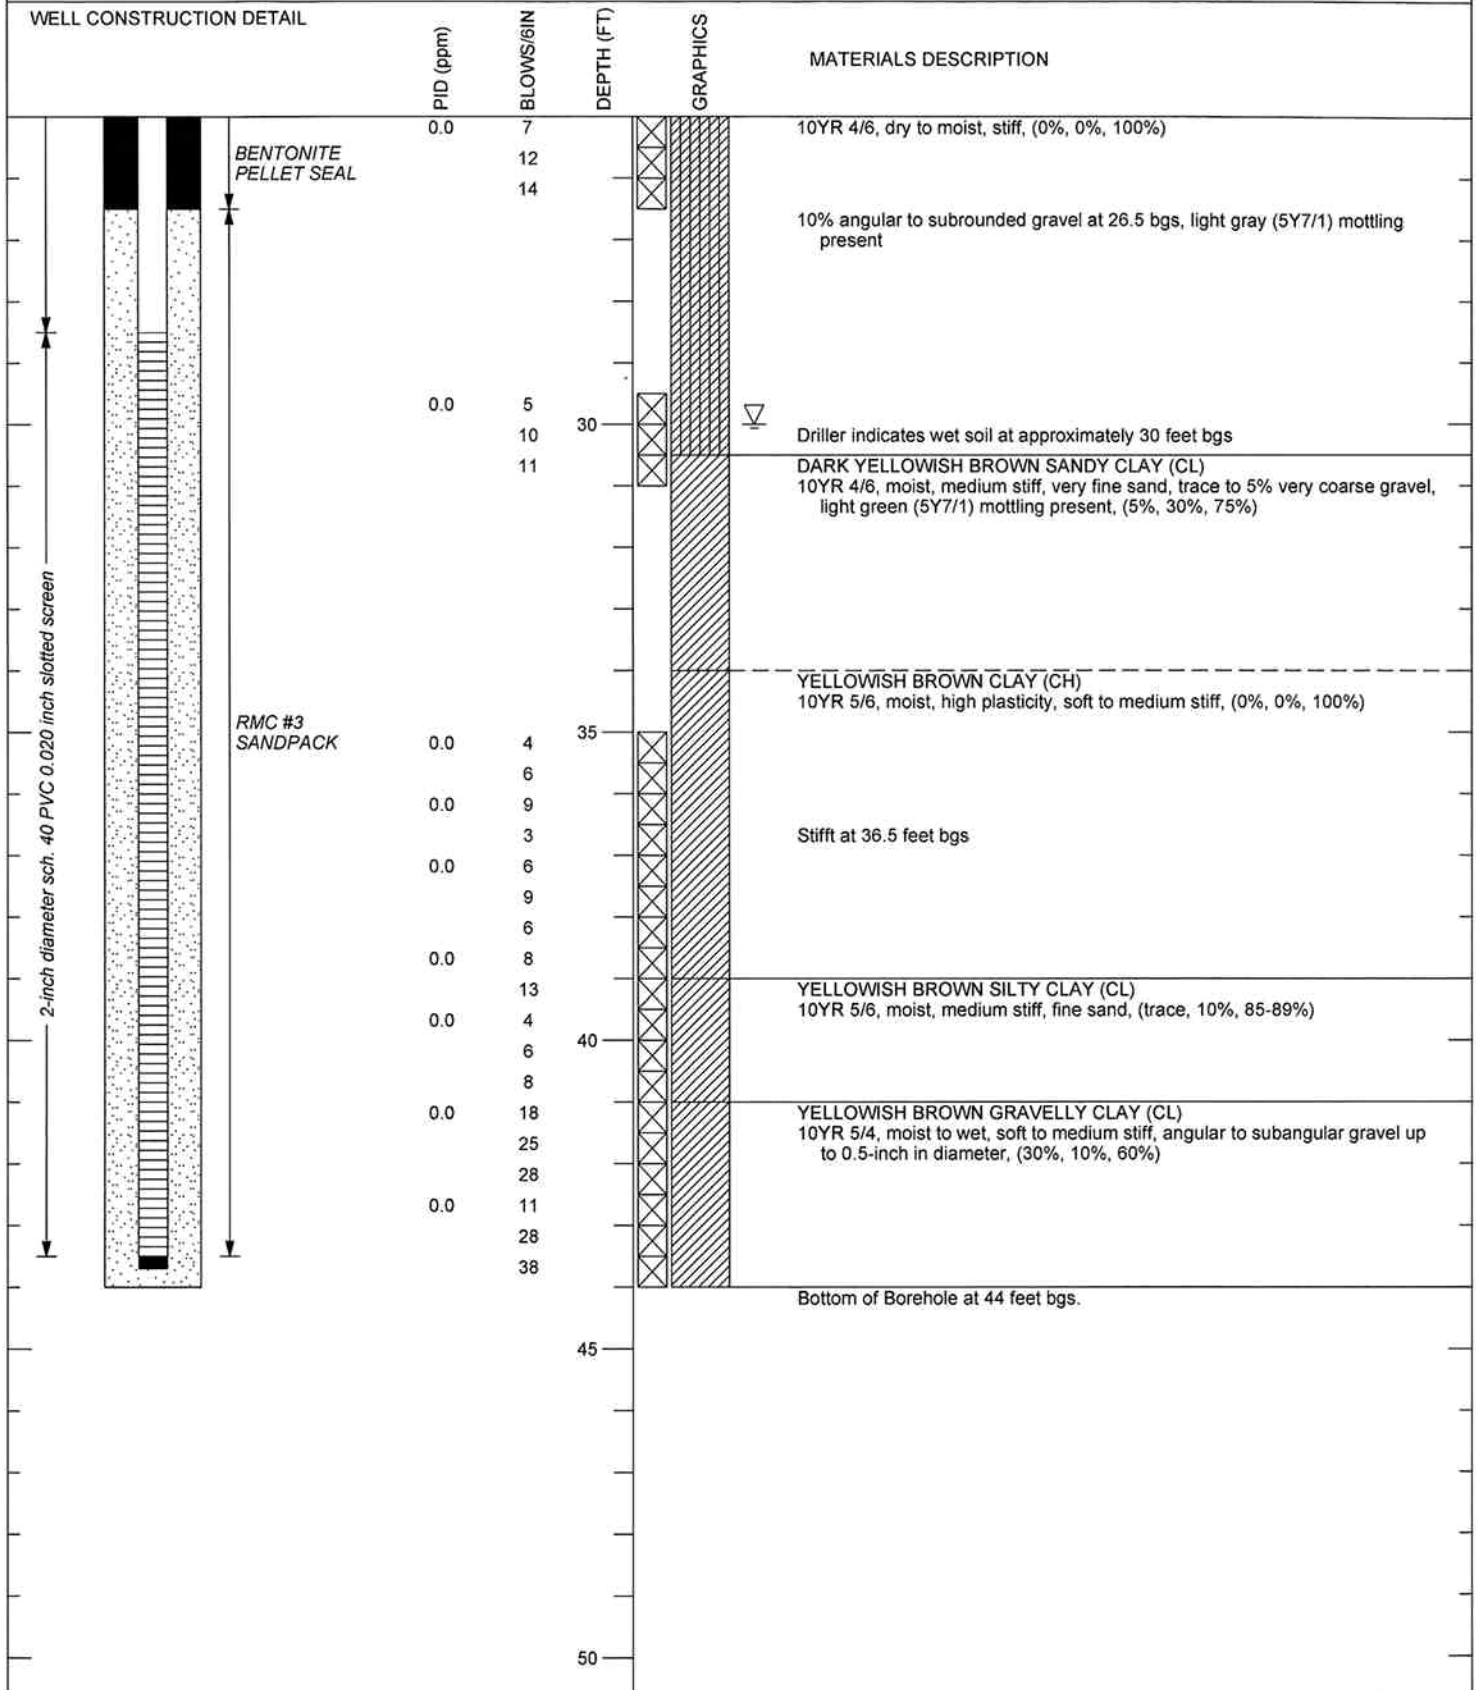 WELL CONSTRUCTION DETAIL
PID (ppm)
BLOWS/6IN
DEPTH (FT)
GRAPHICS
MATERIALS DESCRIPTION
0.0 7 10YR 4/6, dry to moist, stiff, (0%, 0%, 100%)
BENTONITE
PELLET SEAL
12
14
10% angular to subrounded gravel at 26.5 bgs, light gray (5Y7/1) mottling
present
0.0 5
30
10 Driller indicates wet soil at approximately 30 feet bgs
11 DARK YELLOWISH BROWN SANDY CLAY (CL)
10YR 4/6, moist, medium stiff, very fine sand, trace to 5% very coarse gravel,
light green (5Y7/1) mottling present, (5%, 30%, 75%)
2-inch diameter sch. 40 PVC 0.020 inch slotted screen
YELLOWISH BROWN CLAY (CH)
10YR 5/6, moist, high plasticity, soft to medium stiff, (0%, 0%, 100%)
RMC #3
SANDPACK
35
0.0 4
6
0.0 9
3 Stifft at 36.5 feet bgs
0.0 6
9
6
0.0 8
13 YELLOWISH BROWN SILTY CLAY (CL)
10YR 5/6, moist, medium stiff, fine sand, (trace, 10%, 85-89%)
0.0 4
40
6
8
0.0 18 YELLOWISH BROWN GRAVELLY CLAY (CL)
10YR 5/4, moist to wet, soft to medium stiff, angular to subangular gravel up
25 to 0.5-inch in diameter, (30%, 10%, 60%)
28
0.0 11
28
38
Bottom of Borehole at 44 feet bgs.
45
50